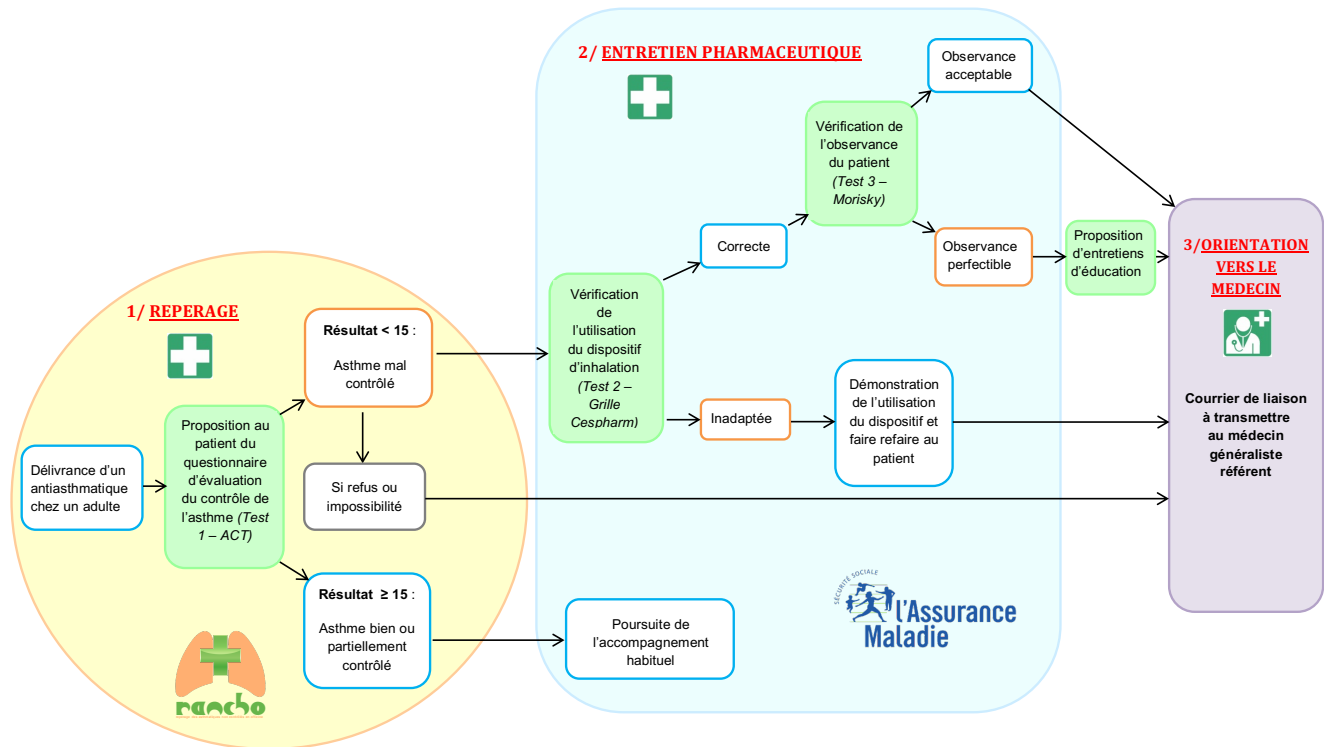 1/ REPERAGE
Délivrance d'un
antiasthmatique
chez un adulte
Proposition au
patient du
questionnaire
d'évaluation
du contrôle de
l'asthme (Test
1 – ACT)
Résultat < 15 :
Asthme mal
contrôlé
Si refus ou
impossibilité
Résultat ≥ 15 :
Asthme bien ou
partiellement
contrôlé
rancho
2/ ENTRETIEN PHARMACEUTIQUE
Vérification
de
l'utilisation
du dispositif
d'inhalation
(Test 2 –
Grille
Cespharm)
Correcte
Inadaptée
Vérification de
l'observance
du patient
(Test 3 –
Morisky)
Observance
acceptable
Observance
perfectible
Proposition
d'entretiens
d'éducation
Démonstration
de l'utilisation
du dispositif et
faire refaire au
patient
Poursuite de
l'accompagnement
habituel
SÉCURITÉ SOCIALE
l'Assurance
Maladie
3/ORIENTATION
VERS LE
MEDECIN
Courrier de liaison
à transmettre
au médecin
généraliste
référent